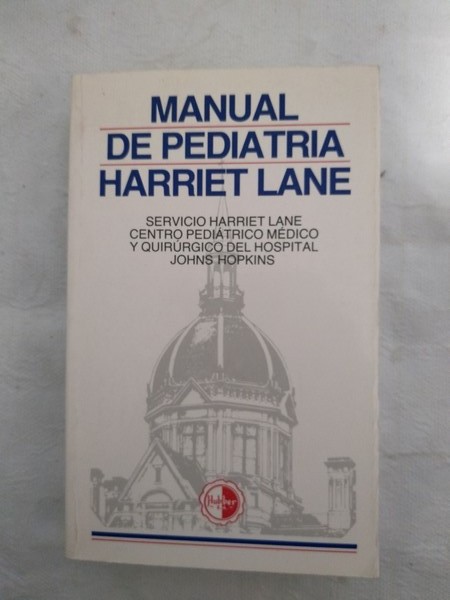 MANUAL
DE PEDIATRIA
HARRIET LANE
SERVICIO HARRIET LANE
CENTRO PEDIÁTRICO MÉDICO
Y QUIRÚRGICO DEL HOSPITAL
JOHNS HOPKINS